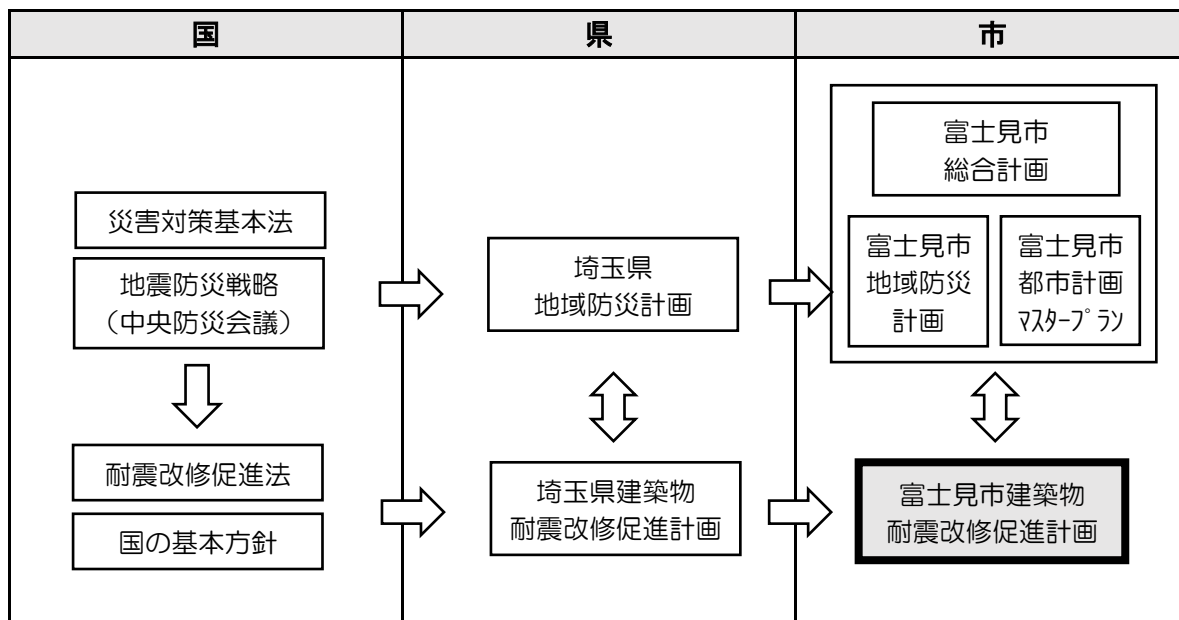 国
県
市
災害対策基本法
地震防災戦略
（中央防災会議）
耐震改修促進法
国の基本方針
埼玉県
地域防災計画
埼玉県建築物
耐震改修促進計画
富士見市
総合計画
富士見市
地域防災
計画
富士見市
都市計画
ﾏｽﾀｰﾌﾟﾗﾝ
富士見市建築物
耐震改修促進計画